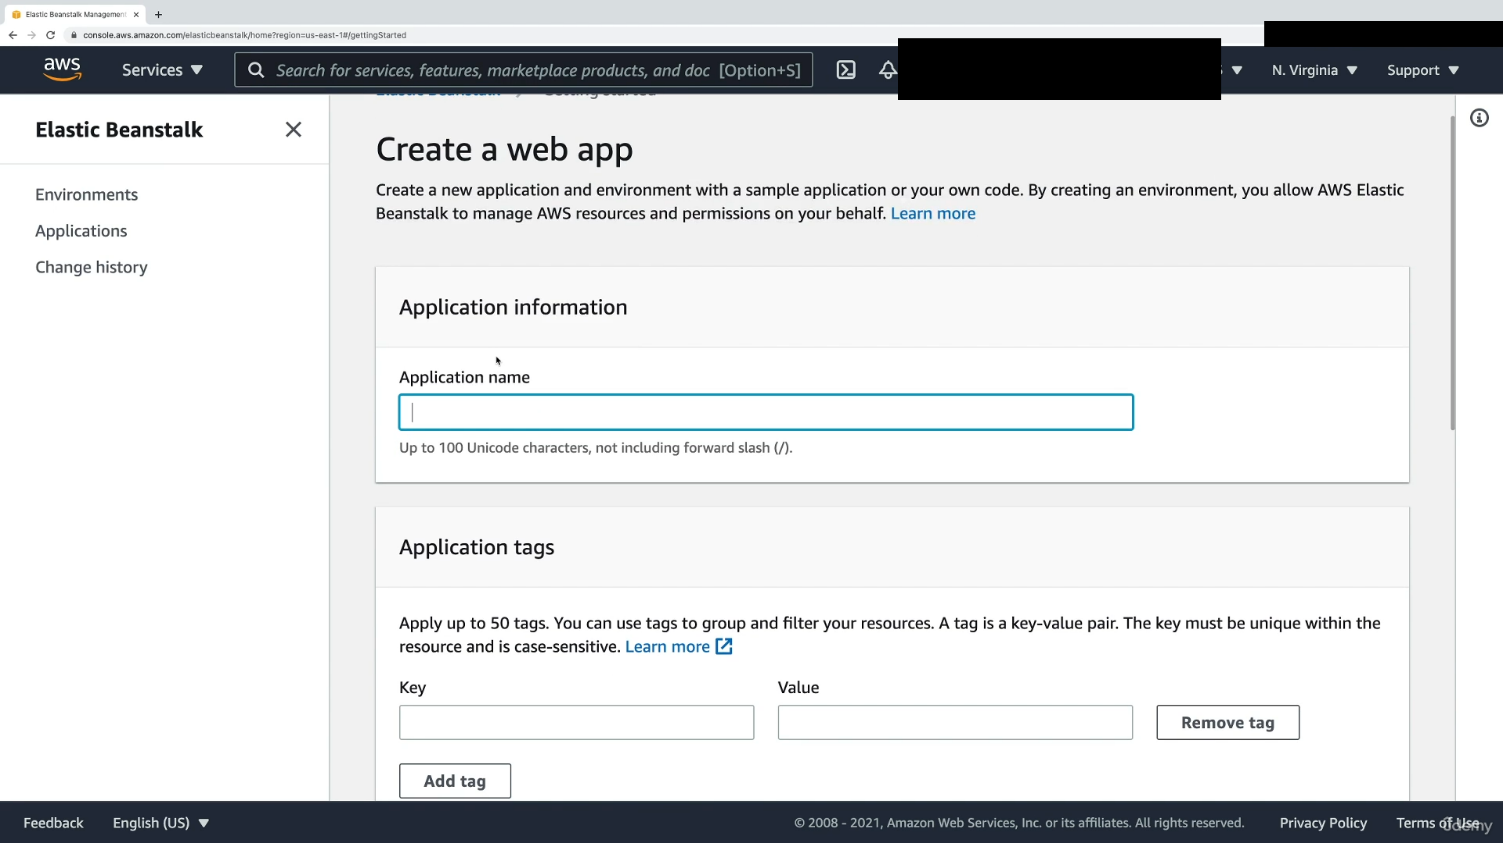 Elastic Beanstalk Management
console.aws.amazon.com/elasticbeanstalk/home?region=us-east-1#/gettingStarted
aws
Services
Search for services, features, marketplace products, and doc [Option+S]
N. Virginia
Support
Elastic Beanstalk
Environments
Applications
Change history
Elastic Beanstalk > Getting started
Create a web app
Create a new application and environment with a sample application or your own code. By creating an environment, you allow AWS Elastic
Beanstalk to manage AWS resources and permissions on your behalf. Learn more
Application information
Application name
Up to 100 Unicode characters, not including forward slash (/).
Application tags
Apply up to 50 tags. You can use tags to group and filter your resources. A tag is a key-value pair. The key must be unique within the
resource and is case-sensitive. Learn more
Key
Value
Remove tag
Add tag
Feedback
English (US)
© 2008 - 2021, Amazon Web Services, Inc. or its affiliates. All rights reserved.
Privacy Policy
Terms of Use
ûdemy